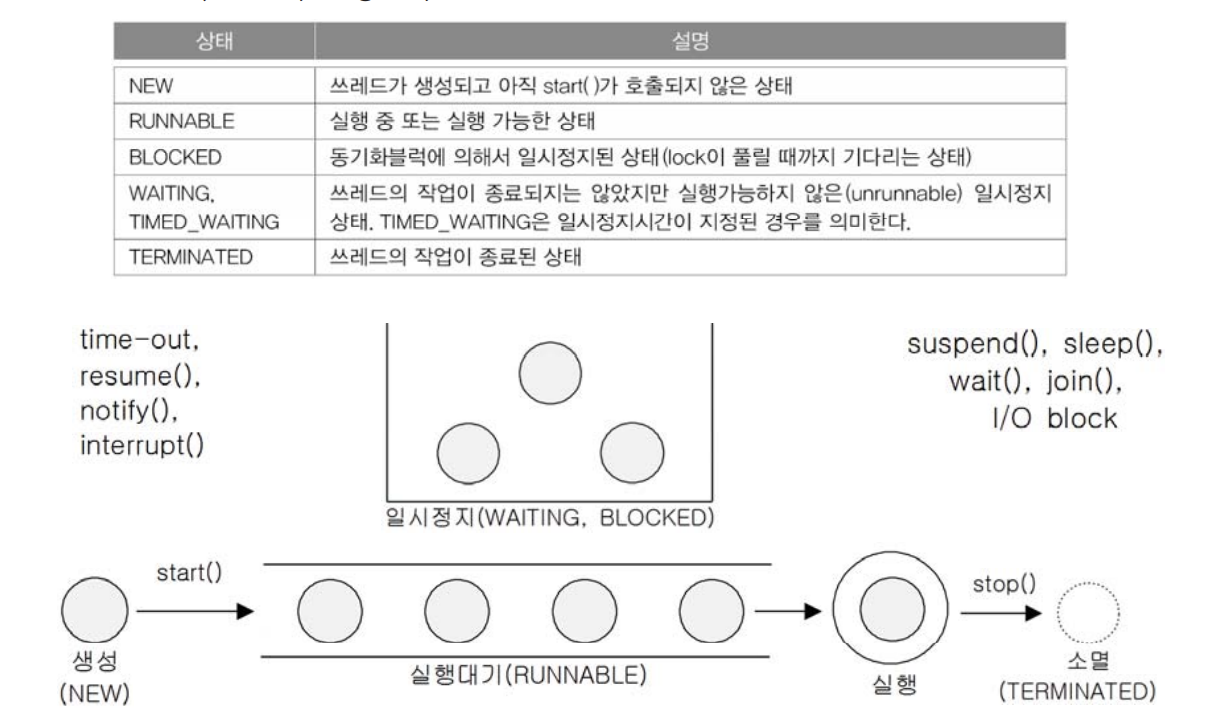 상태 설명
NEW 쓰레드가 생성되고 아직 start( )가 호출되지 않은 상태
RUNNABLE 실행 중 또는 실행 가능한 상태
BLOCKED 동기화블럭에 의해서 일시정지된 상태(lock이 풀릴 때까지 기다리는 상태)
WAITING, 쓰레드의 작업이 종료되지는 않았지만 실행가능하지 않은(unrunnable) 일시정지
TIMED_WAITING 상태. TIMED_WAITING은 일시정지시간이 지정된 경우를 의미한다.
TERMINATED 쓰레드의 작업이 종료된 상태
time-out,
resume(),
notify(),
interrupt()
suspend(), sleep(),
wait(), join(),
I/O block
일시정지(WAITING, BLOCKED)
start()
stop()
생성
(NEW)
실행대기(RUNNABLE)
실행
소멸
(TERMINATED)